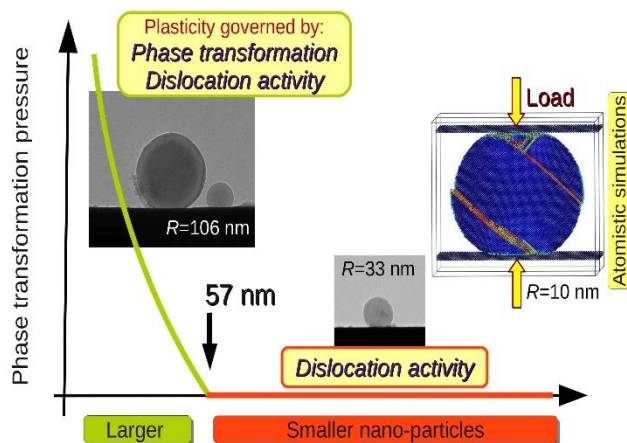 Plasticity governed by:
Phase transformation
Dislocation activity
Phase transformation pressure
R=106 nm
57 nm
R=33 nm
Dislocation activity
Load
R=10 nm
Atomistic simulations
Larger
Smaller nano-particles